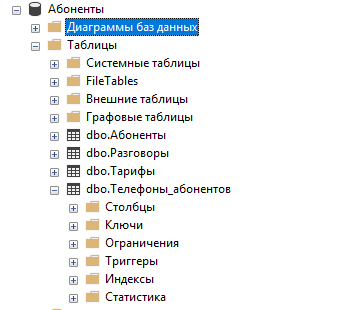 Абоненты
Диаграммы баз данных
Таблицы
Системные таблицы
FileTables
Внешние таблицы
Графовые таблицы
dbo.Абоненты
dbo.Разговоры
dbo.Тарифы
dbo.Телефоны_абонентов
Столбцы
Ключи
Ограничения
Триггеры
Индексы
Статистика